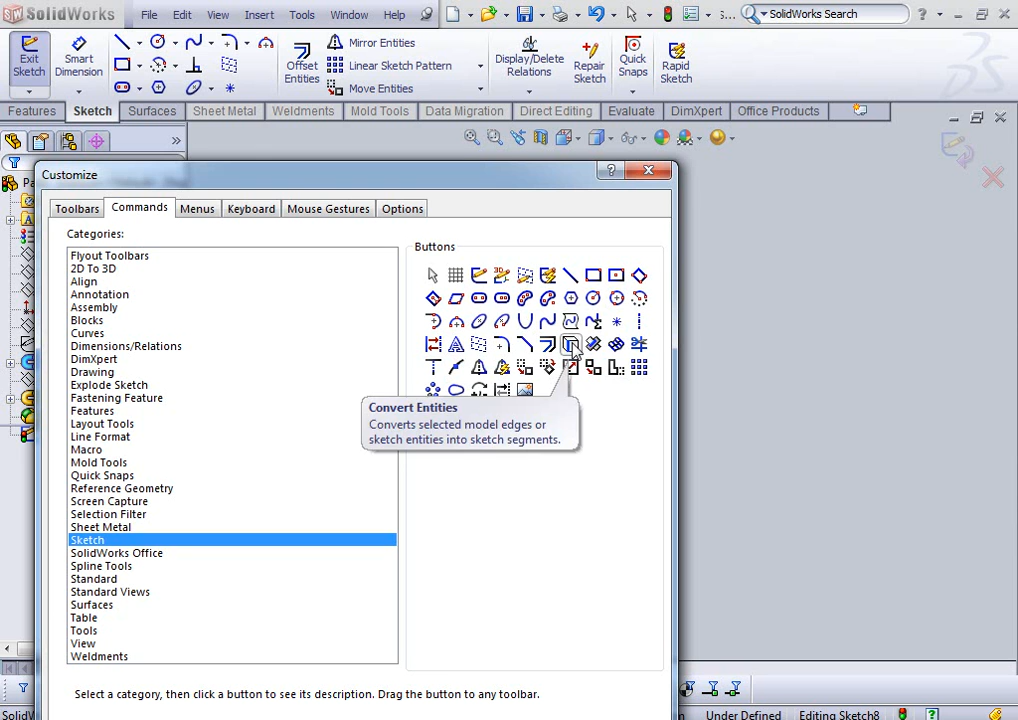 SolidWorks File Edit View Insert Tools Window Help S... SolidWorks Search ?
Exit Sketch
Smart Dimension
Offset Entities
Mirror Entities
Linear Sketch Pattern
Move Entities
Display/Delete Relations
Repair Sketch
Quick Snaps
Rapid Sketch
Features Sketch Surfaces Sheet Metal Weldments Mold Tools Data Migration Direct Editing Evaluate DimXpert Office Products
Customize
Toolbars Commands Menus Keyboard Mouse Gestures Options
Categories:
Buttons
Flyout Toolbars
2D To 3D
Align
Annotation
Assembly
Blocks
Curves
Dimensions/Relations
DimXpert
Drawing
Explode Sketch
Fastening Feature
Features
Layout Tools
Line Format
Macro
Mold Tools
Quick Snaps
Reference Geometry
Screen Capture
Selection Filter
Sheet Metal
Sketch
SolidWorks Office
Spline Tools
Standard
Standard Views
Surfaces
Table
Tools
View
Weldments
Convert Entities
Converts selected model edges or
sketch entities into sketch segments.
Select a category, then click a button to see its description. Drag the button to any toolbar.
Under Defined Editing Sketch8